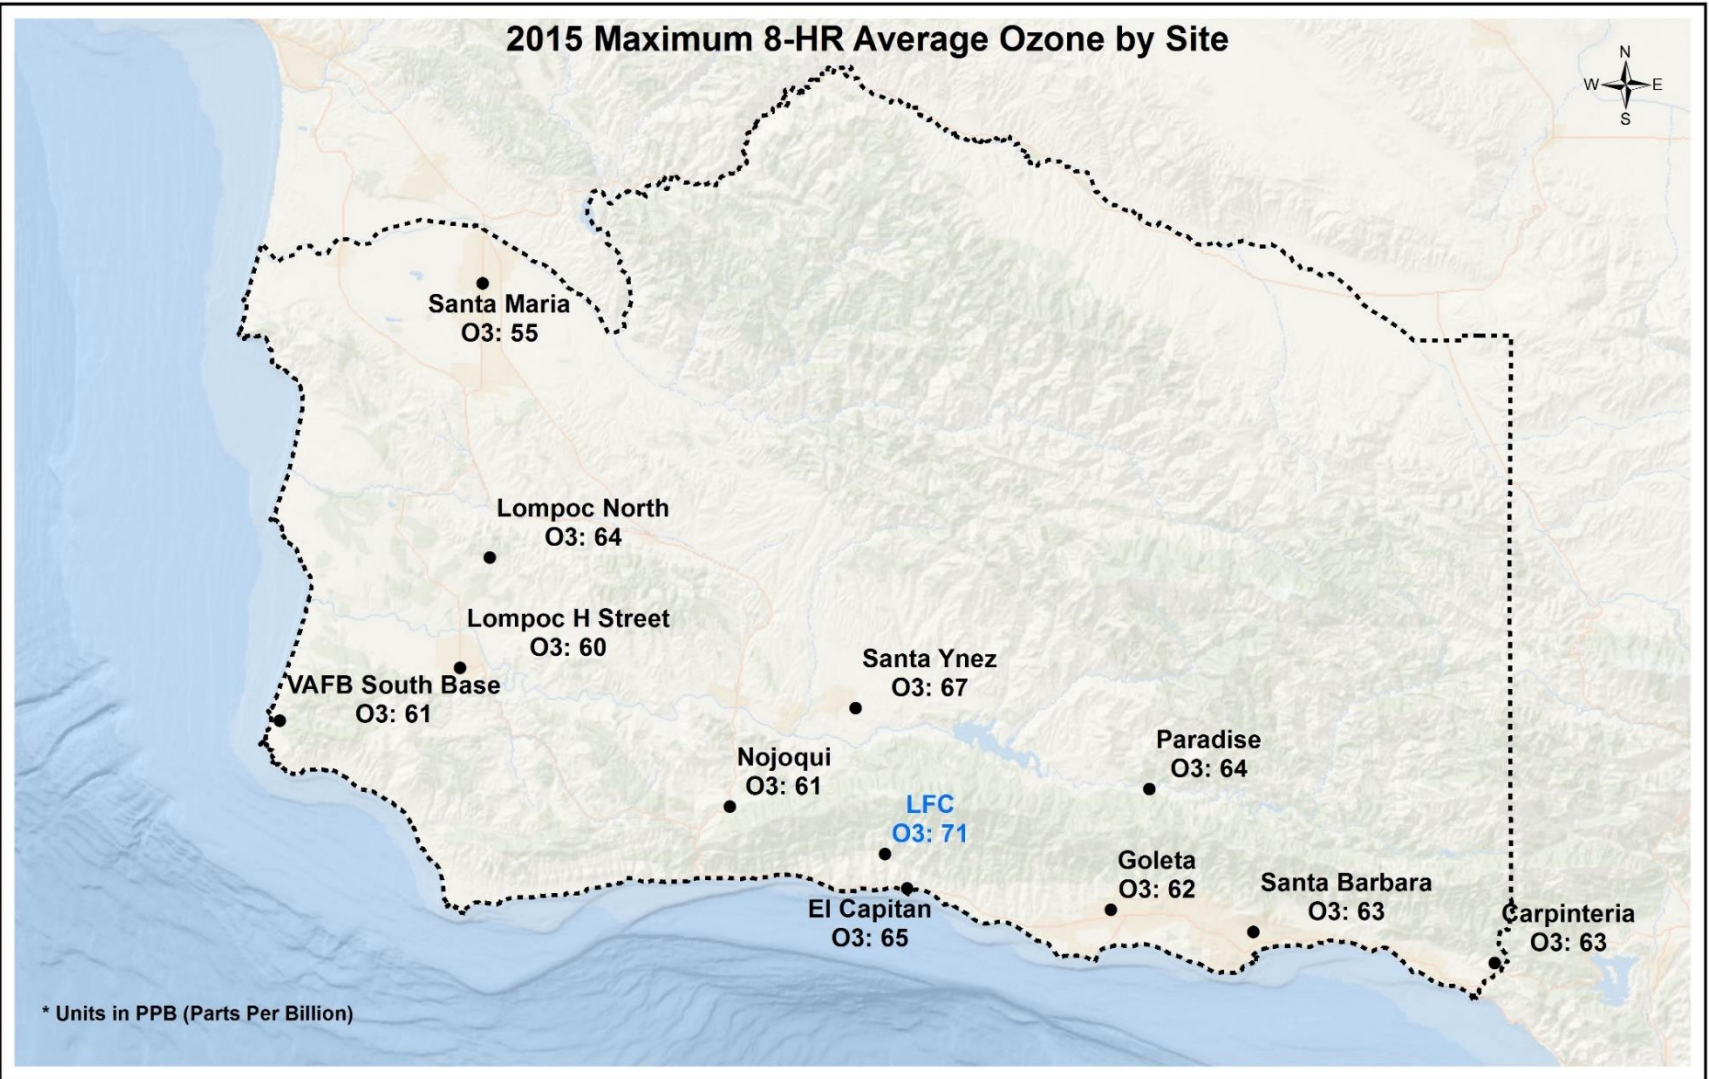 2015 Maximum 8-HR Average Ozone by Site
N
W E
S
Santa Maria
O3: 55
Lompoc North
O3: 64
Lompoc H Street
O3: 60
VAFB South Base
O3: 61
Santa Ynez
O3: 67
Nojoqui
O3: 61
Paradise
O3: 64
LFC
O3: 71
Goleta
O3: 62
Santa Barbara
O3: 63
El Capitan
O3: 65
Carpinteria
O3: 63
* Units in PPB (Parts Per Billion)